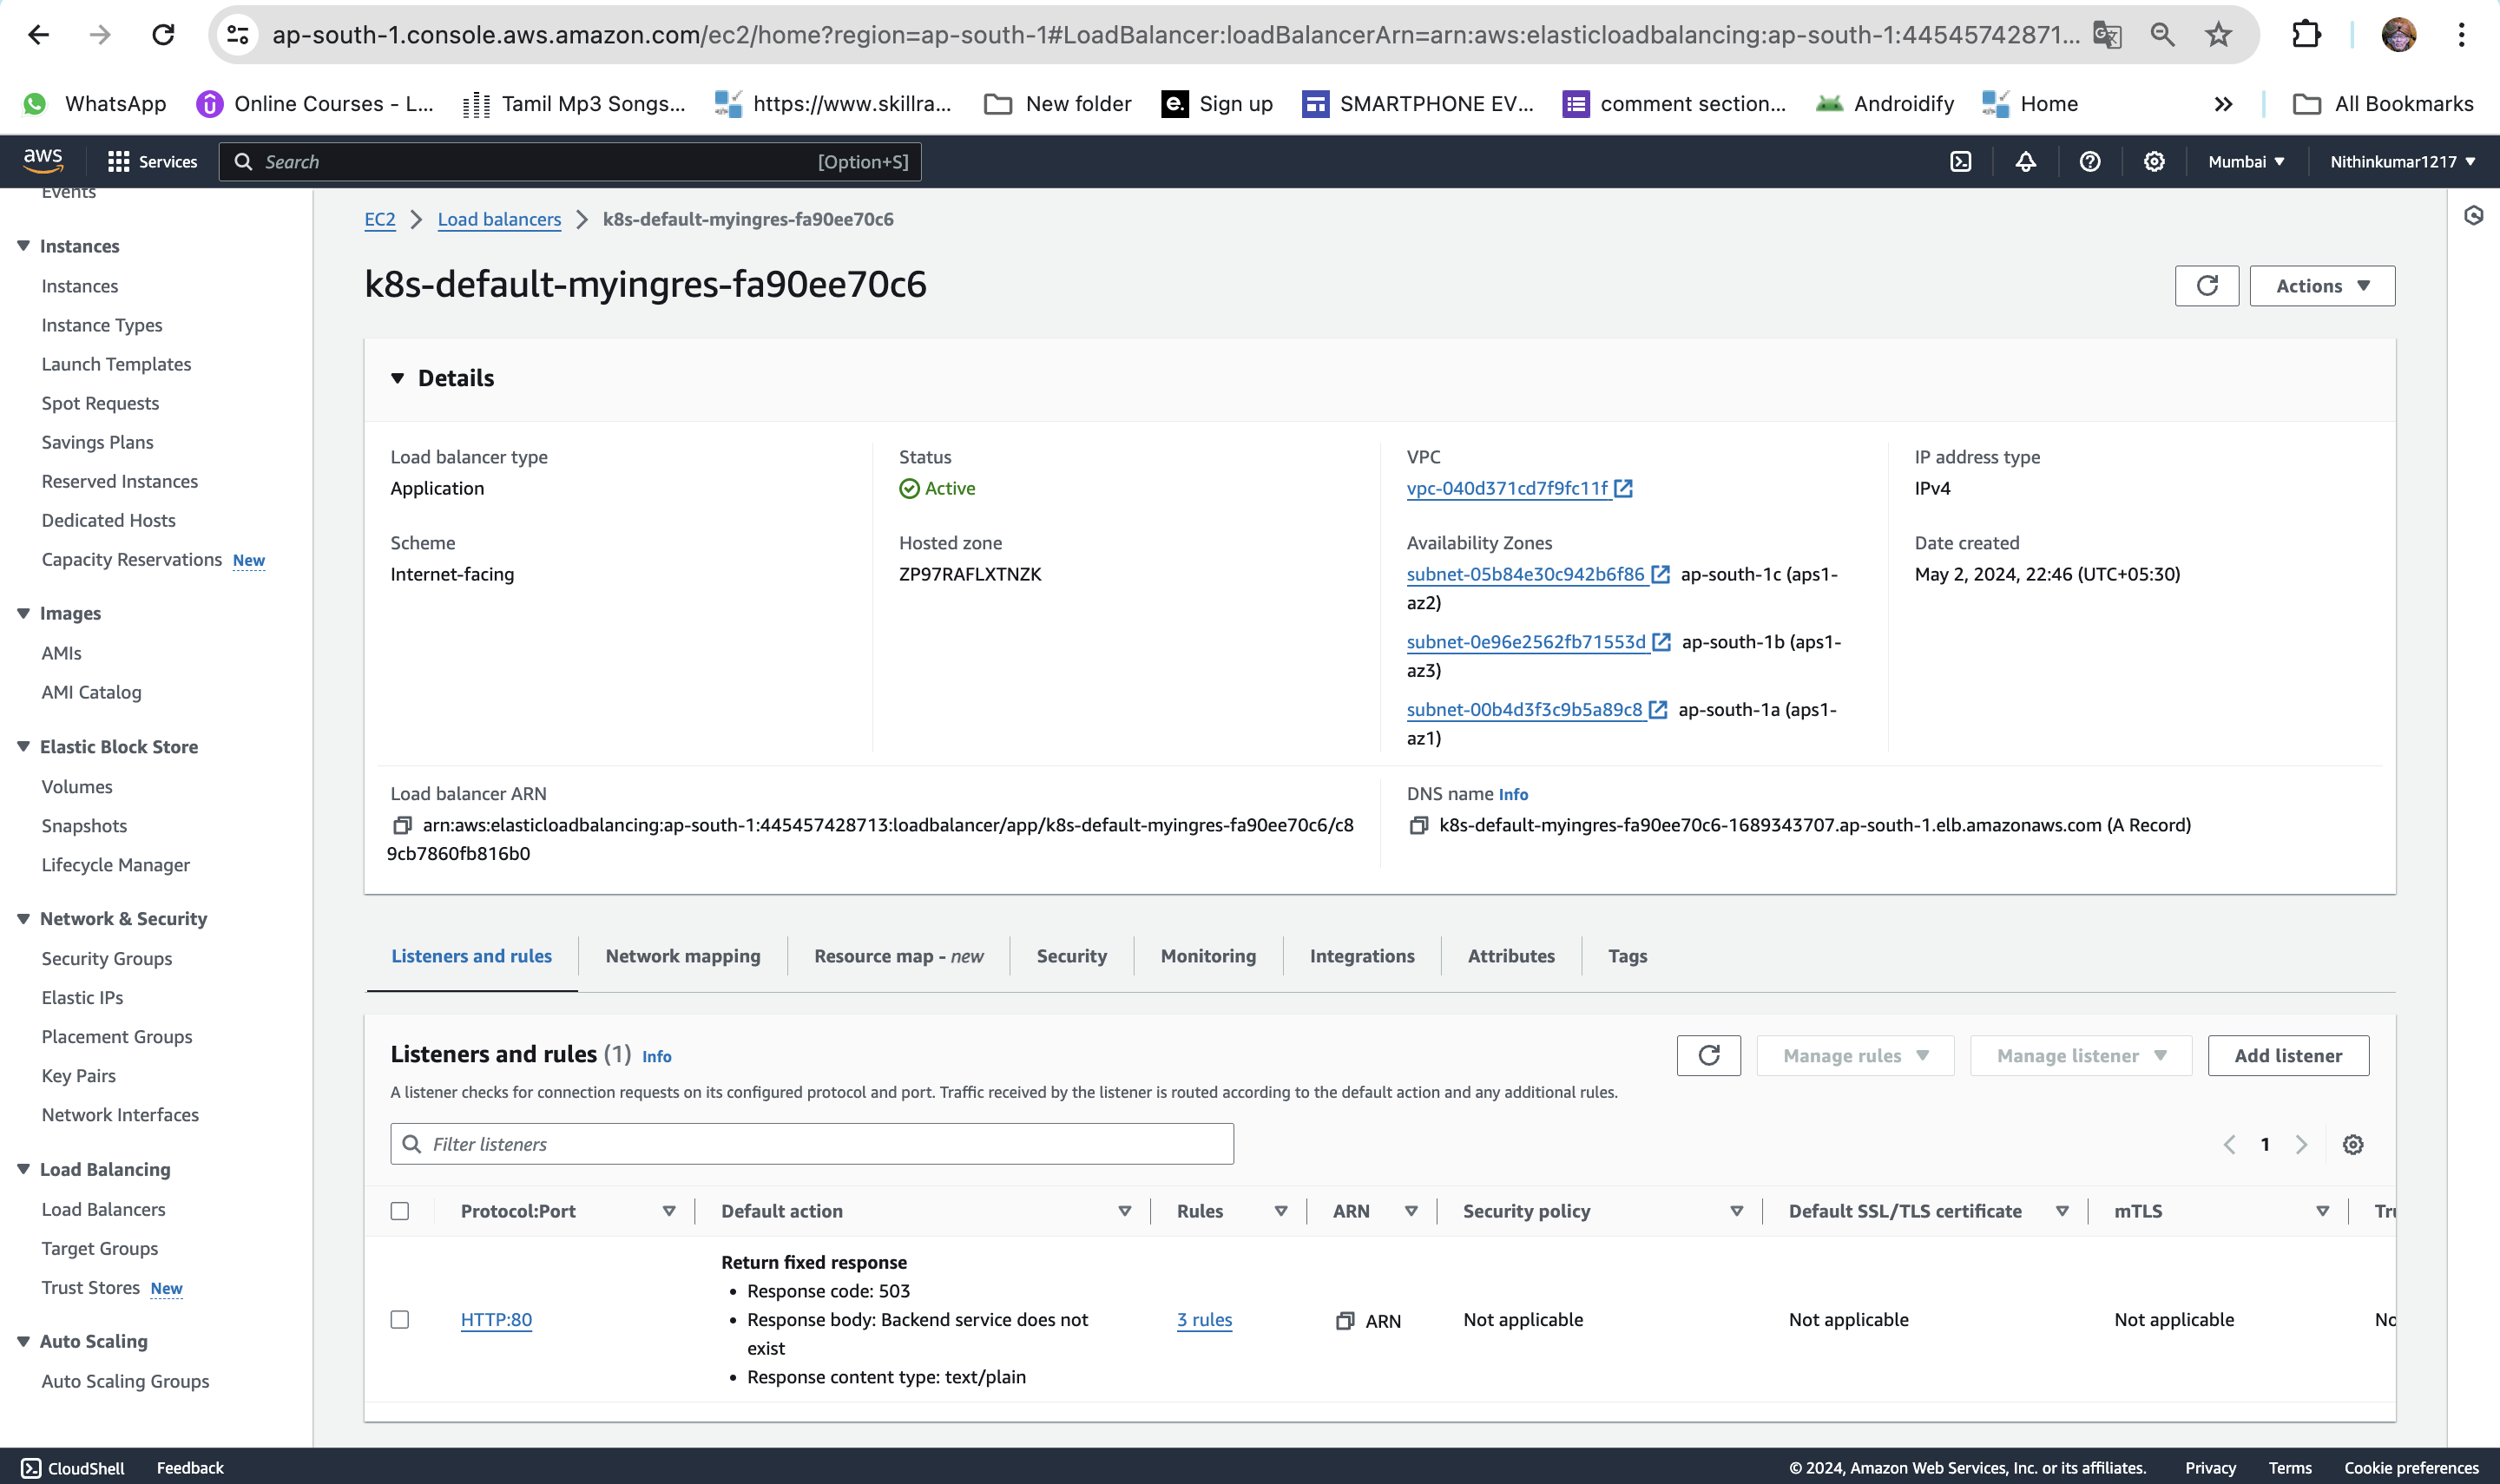 ap-south-1.console.aws.amazon.com/ec2/home?region=ap-south-1#LoadBalancer:loadBalancerArn=arn:aws:elasticloadbalancing:ap-south-1:44545742871...
WhatsApp
Online Courses - L...
Tamil Mp3 Songs...
https://www.skillra...
New folder
e. Sign up
SMARTPHONE EV...
comment section...
Androidify
Home
All Bookmarks
aws
Services
Search
[Option+S]
Mumbai
Nithinkumar1217
Events
Instances
Instances
Instance Types
Launch Templates
Spot Requests
Savings Plans
Reserved Instances
Dedicated Hosts
Capacity Reservations New
Images
AMIs
AMI Catalog
Elastic Block Store
Volumes
Snapshots
Lifecycle Manager
Network & Security
Security Groups
Elastic IPs
Placement Groups
Key Pairs
Network Interfaces
Load Balancing
Load Balancers
Target Groups
Trust Stores New
Auto Scaling
Auto Scaling Groups
EC2 > Load balancers > k8s-default-myingres-fa90ee70c6
k8s-default-myingres-fa90ee70c6
Actions
Details
Load balancer type
Application
Status
Active
VPC
vpc-040d371cd7f9fc11f
IP address type
IPv4
Scheme
Internet-facing
Hosted zone
ZP97RAFLXTNZK
Availability Zones
subnet-05b84e30c942b6f86 ap-south-1c (aps1-
az2)
subnet-0e96e2562fb71553d ap-south-1b (aps1-
az3)
subnet-00b4d3f3c9b5a89c8 ap-south-1a (aps1-
az1)
Date created
May 2, 2024, 22:46 (UTC+05:30)
Load balancer ARN
arn:aws:elasticloadbalancing:ap-south-1:445457428713:loadbalancer/app/k8s-default-myingres-fa90ee70c6/c8
9cb7860fb816b0
DNS name Info
k8s-default-myingres-fa90ee70c6-1689343707.ap-south-1.elb.amazonaws.com (A Record)
Listeners and rules
Network mapping
Resource map - new
Security
Monitoring
Integrations
Attributes
Tags
Listeners and rules (1) Info
Manage rules
Manage listener
Add listener
A listener checks for connection requests on its configured protocol and port. Traffic received by the listener is routed according to the default action and any additional rules.
Filter listeners
1
Protocol:Port
Default action
Rules
ARN
Security policy
Default SSL/TLS certificate
mTLS
Tru
HTTP:80
Return fixed response
• Response code: 503
• Response body: Backend service does not
exist
• Response content type: text/plain
3 rules
ARN
Not applicable
Not applicable
Not applicable
No
CloudShell
Feedback
© 2024, Amazon Web Services, Inc. or its affiliates.
Privacy
Terms
Cookie preferences